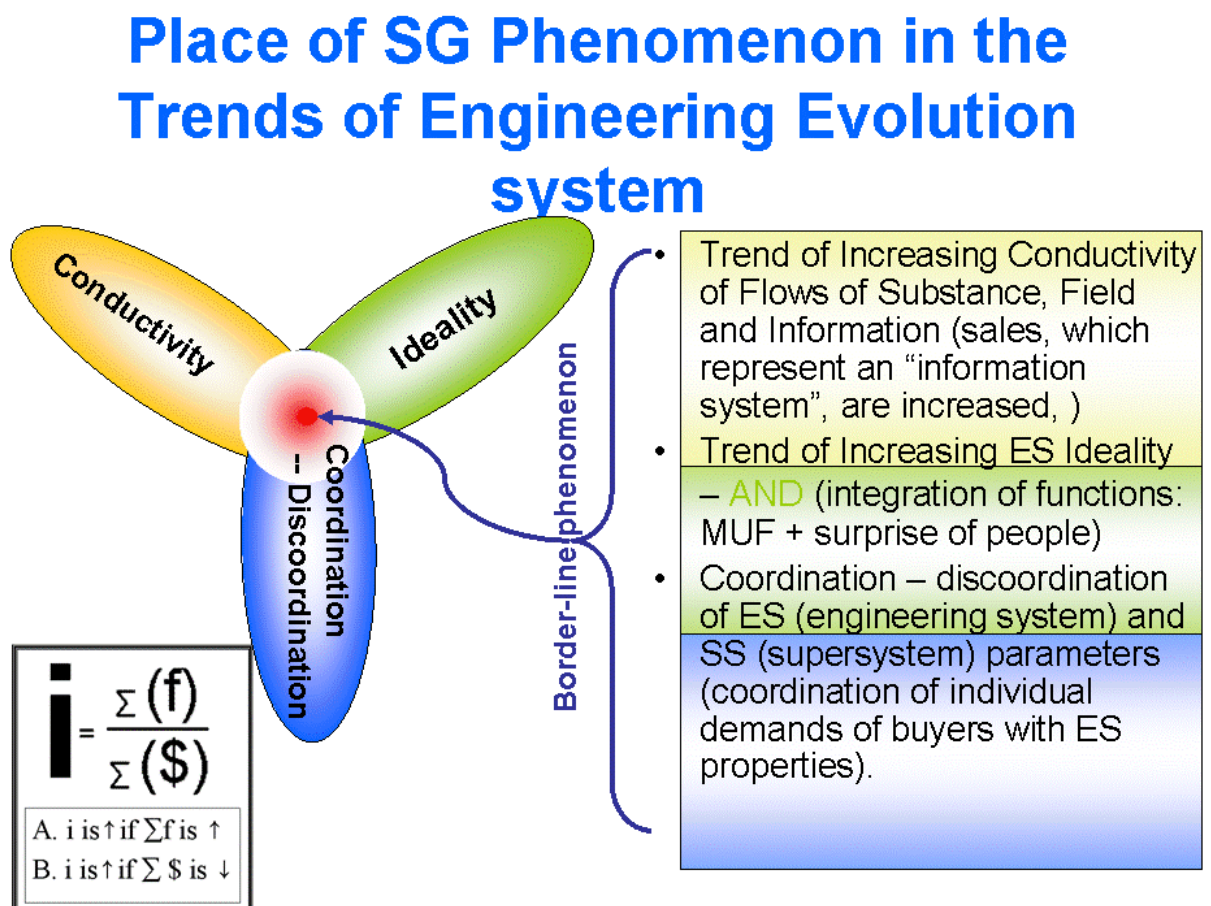 Place of SG Phenomenon in the
Trends of Engineering Evolution
system
Conductivity
Ideality
Coordination
-- Discoordination
Border-line phenomenon
• Trend of Increasing Conductivity
of Flows of Substance, Field
and Information (sales, which
represent an “information
system”, are increased, )
• Trend of Increasing ES Ideality
– AND (integration of functions:
MUF + surprise of people)
• Coordination – discoordination
of ES (engineering system) and
SS (supersystem) parameters
(coordination of individual
demands of buyers with ES
properties).
i = Σ (f) / Σ ($)
A. i is ↑ if Σf is ↑
B. i is ↑ if Σ $ is ↓